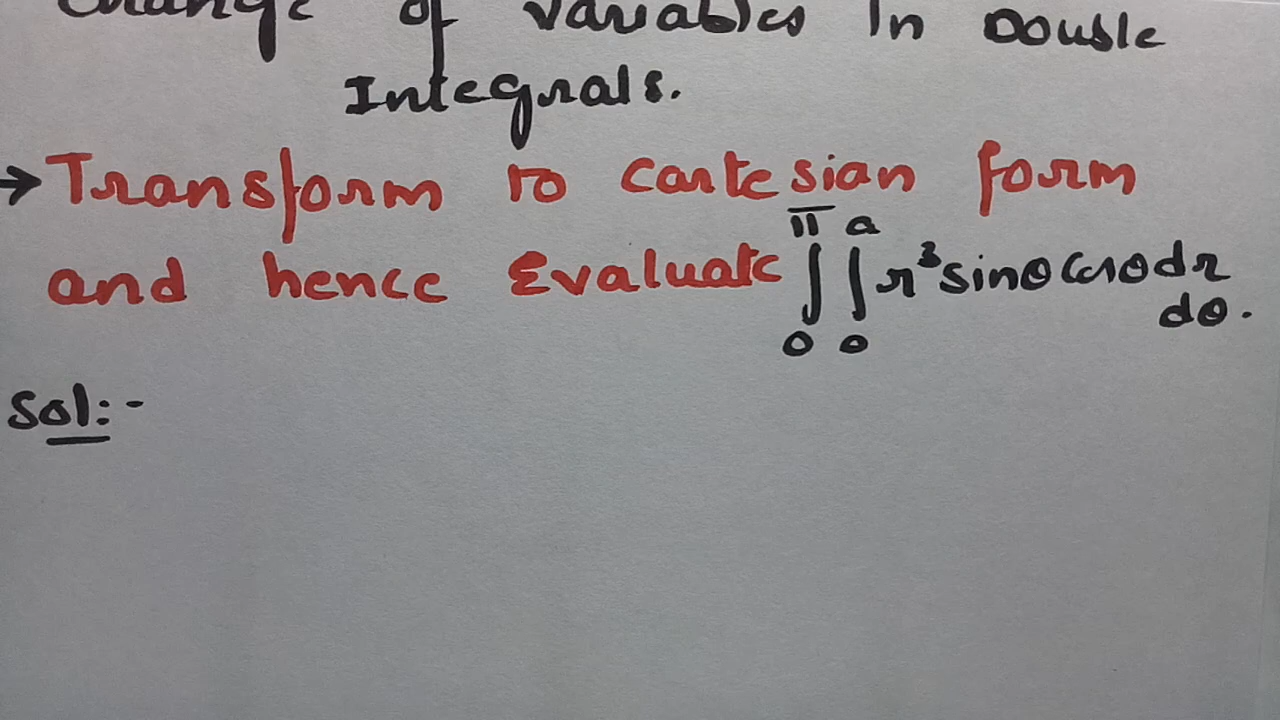 Change of variables In Double
Integrals.
→ Transform to cartesian form
and hence Evaluate ∫₀^π ∫₀^a r³ sinθ cosθ dr
dθ.
Sol:-